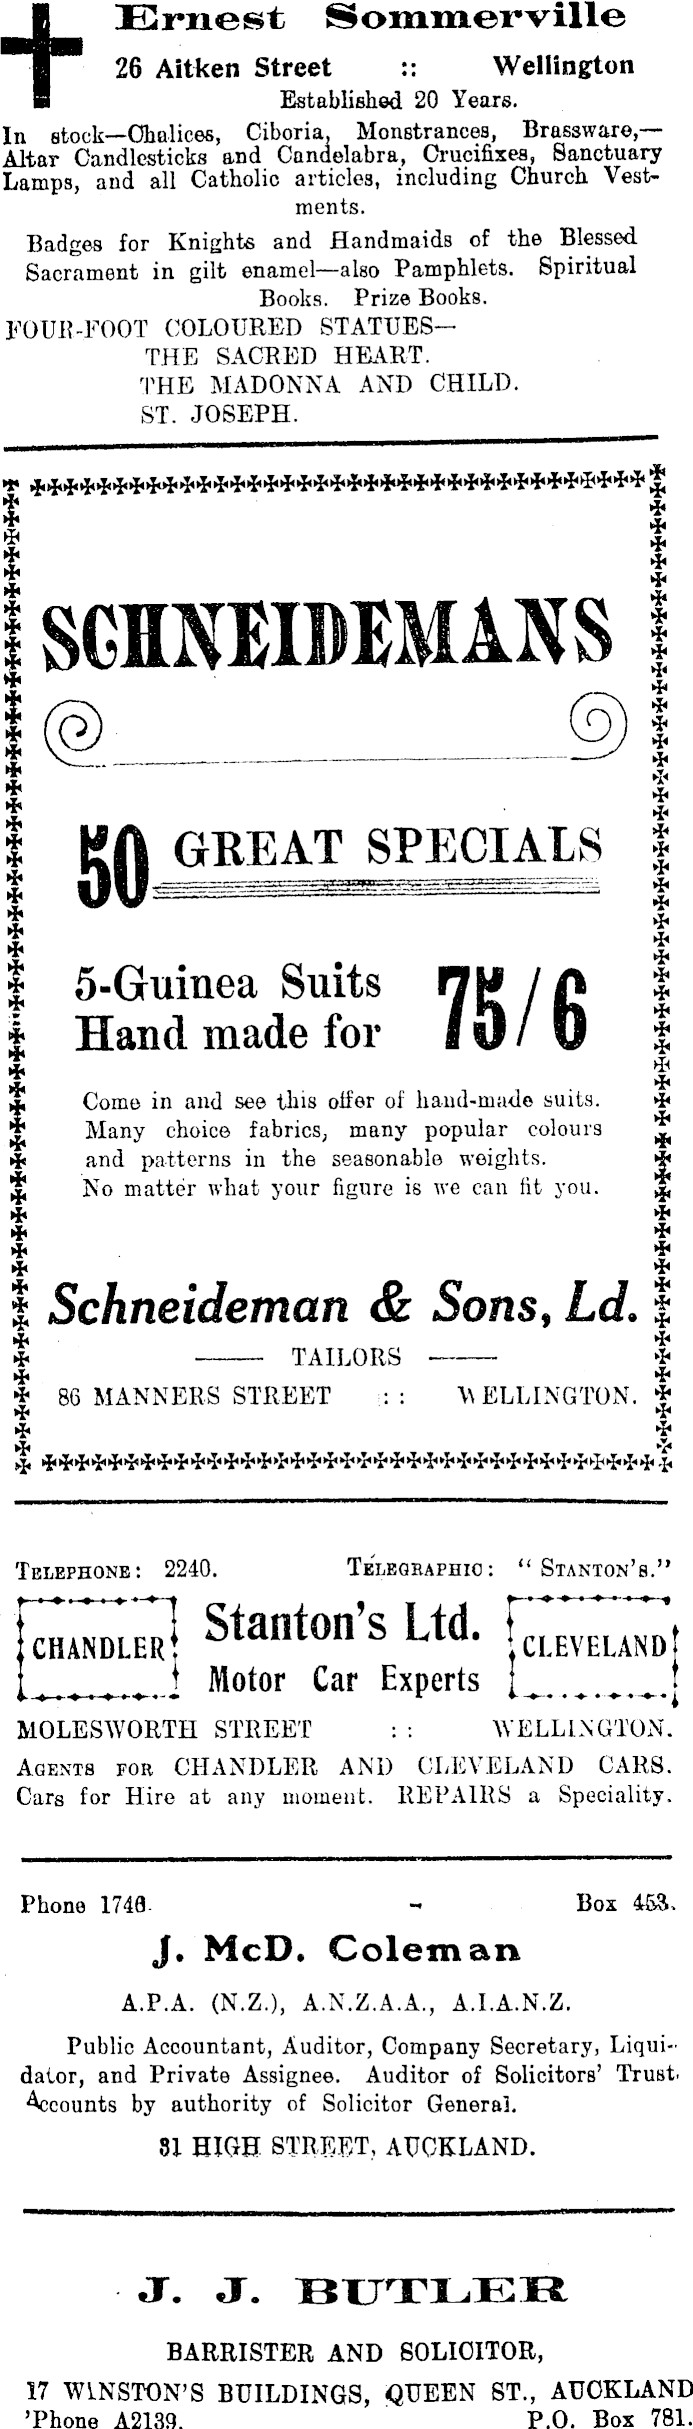 Ernest Sommerville
26 Aitken Street :: Wellington
Established 20 Years.
In stock—Chalices, Ciboria, Monstrances, Brassware,—
Altar Candlesticks and Candelabra, Crucifixes, Sanctuary
Lamps, and all Catholic articles, including Church Vest-
ments.
Badges for Knights and Handmaids of the Blessed
Sacrament in gilt enamel—also Pamphlets. Spiritual
Books. Prize Books.
FOUR-FOOT COLOURED STATUES—
THE SACRED HEART.
THE MADONNA AND CHILD.
ST. JOSEPH.
SCHNEIDEMANS
50 GREAT SPECIALS
5-Guinea Suits
Hand made for 75/6
Come in and see this offer of hand-made suits.
Many choice fabrics, many popular colours
and patterns in the seasonable weights.
No matter what your figure is we can fit you.
Schneideman & Sons, Ld.
—— TAILORS ——
86 MANNERS STREET :: WELLINGTON.
TELEPHONE: 2240. TELEGRAPHIC: "STANTON'S."
CHANDLER Stanton's Ltd. CLEVELAND
Motor Car Experts
MOLESWORTH STREET :: WELLINGTON.
AGENTS FOR CHANDLER AND CLEVELAND CARS.
Cars for Hire at any moment. REPAIRS a Speciality.
Phone 1746. - Box 453.
J. McD. Coleman
A.P.A. (N.Z.), A.N.Z.A.A., A.I.A.N.Z.
Public Accountant, Auditor, Company Secretary, Liqui-
dator, and Private Assignee. Auditor of Solicitors' Trust
Accounts by authority of Solicitor General.
31 HIGH STREET, AUCKLAND.
J. J. BUTLER
BARRISTER AND SOLICITOR,
17 WINSTON'S BUILDINGS, QUEEN ST., AUCKLAND
'Phone A2139. P.O. Box 781.